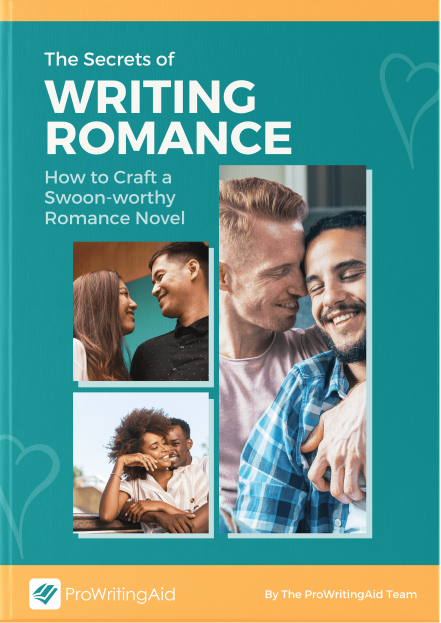 The Secrets of
WRITING
ROMANCE
How to Craft a
Swoon-worthy
Romance Novel
ProWritingAid
By The ProWritingAid Team